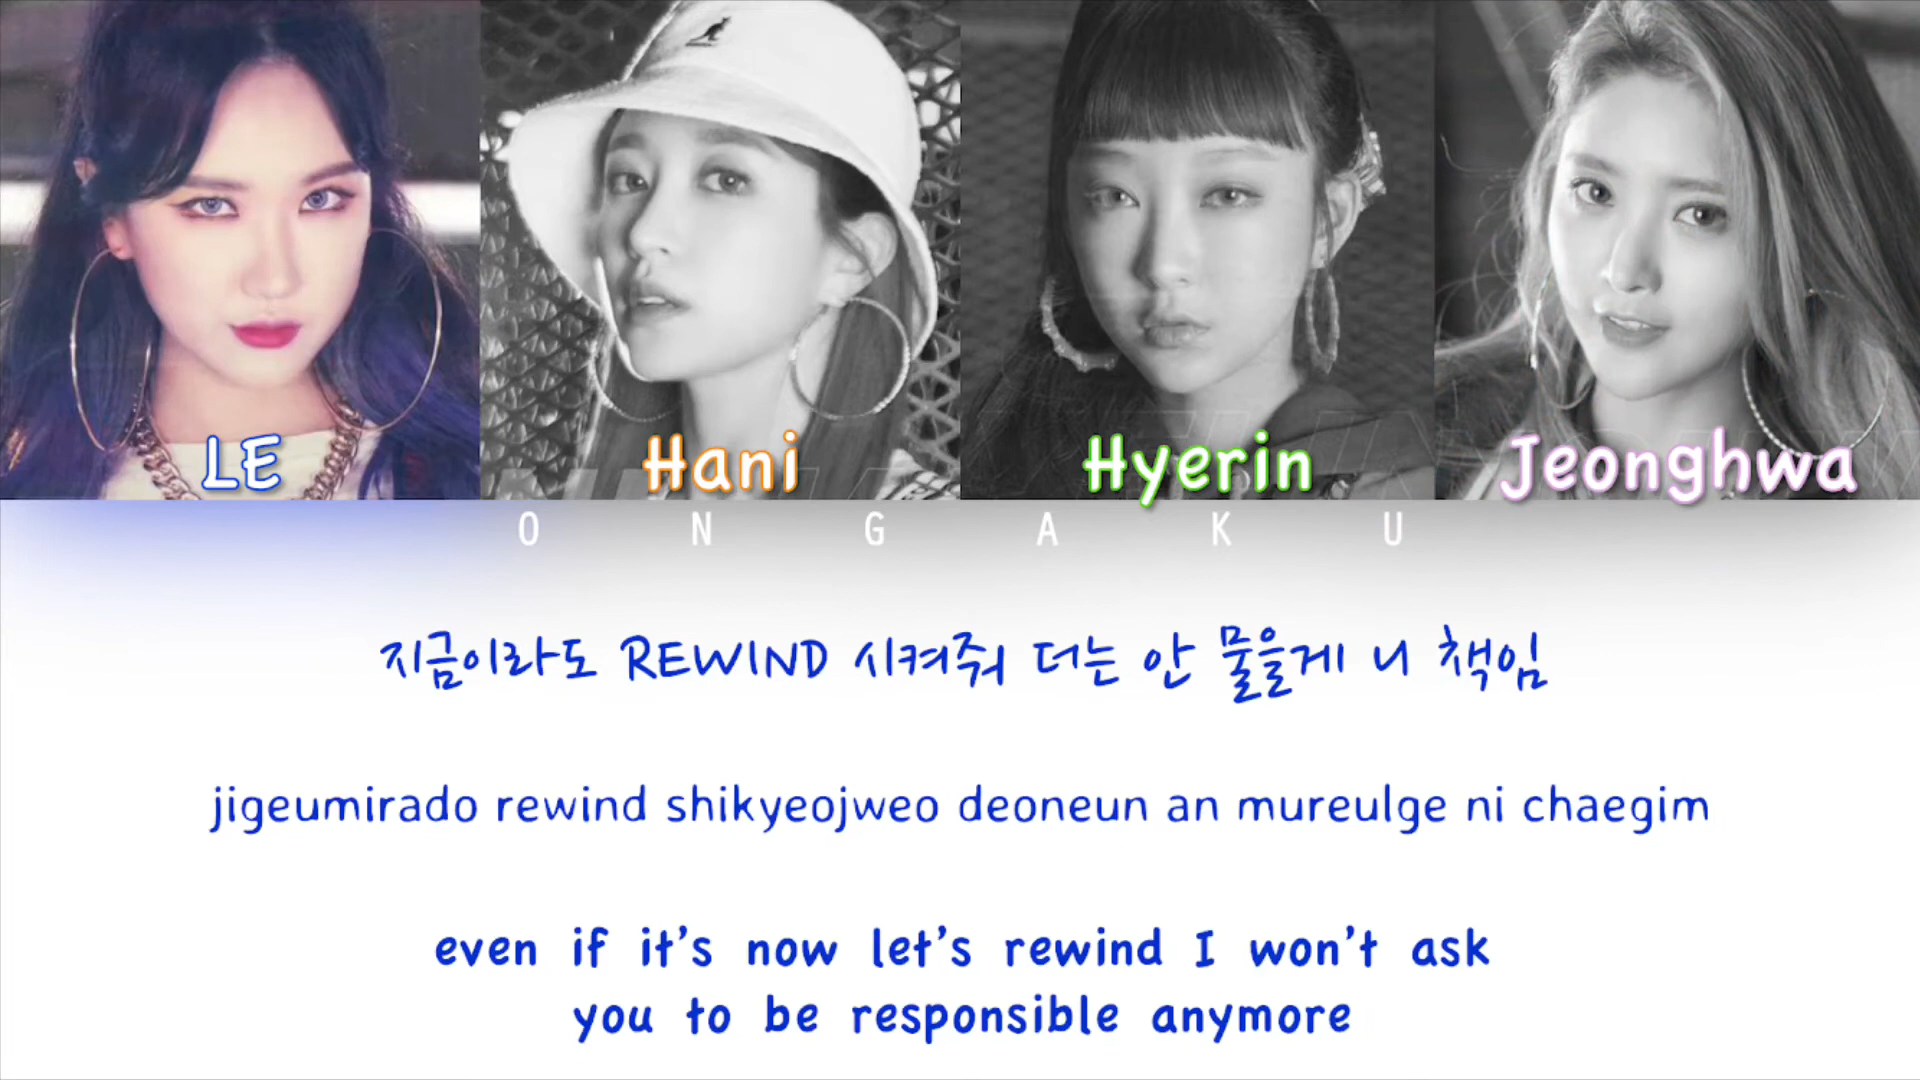 LE
Hani
Hyerin
Jeonghwa
ONGAKU
지금이라도 REWIND 시켜줘 더는 안 물을게 니 책임
jigeumirado rewind shikyeojweo deoneun an mureulge ni chaegim
even if it's now let's rewind I won't ask
you to be responsible anymore